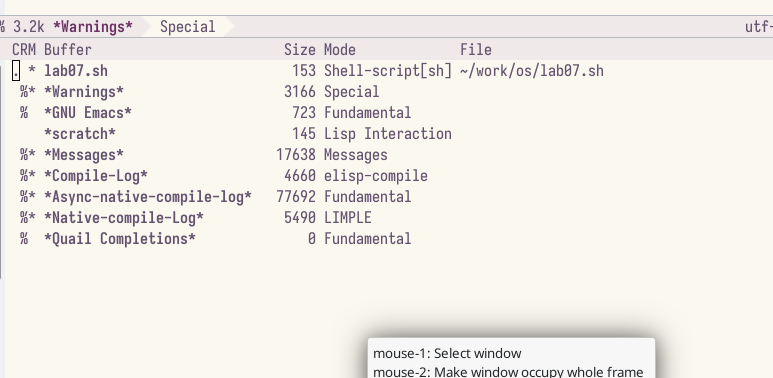 % 3.2k *Warnings* Special utf-
CRM Buffer Size Mode File
. * lab07.sh 153 Shell-script[sh] ~/work/os/lab07.sh
%* *Warnings* 3166 Special
% *GNU Emacs* 723 Fundamental
*scratch* 145 Lisp Interaction
%* *Messages* 17638 Messages
%* *Compile-Log* 4660 elisp-compile
%* *Async-native-compile-log* 77692 Fundamental
%* *Native-compile-Log* 5490 LIMPLE
% *Quail Completions* 0 Fundamental
mouse-1: Select window
mouse-2: Make window occupy whole frame